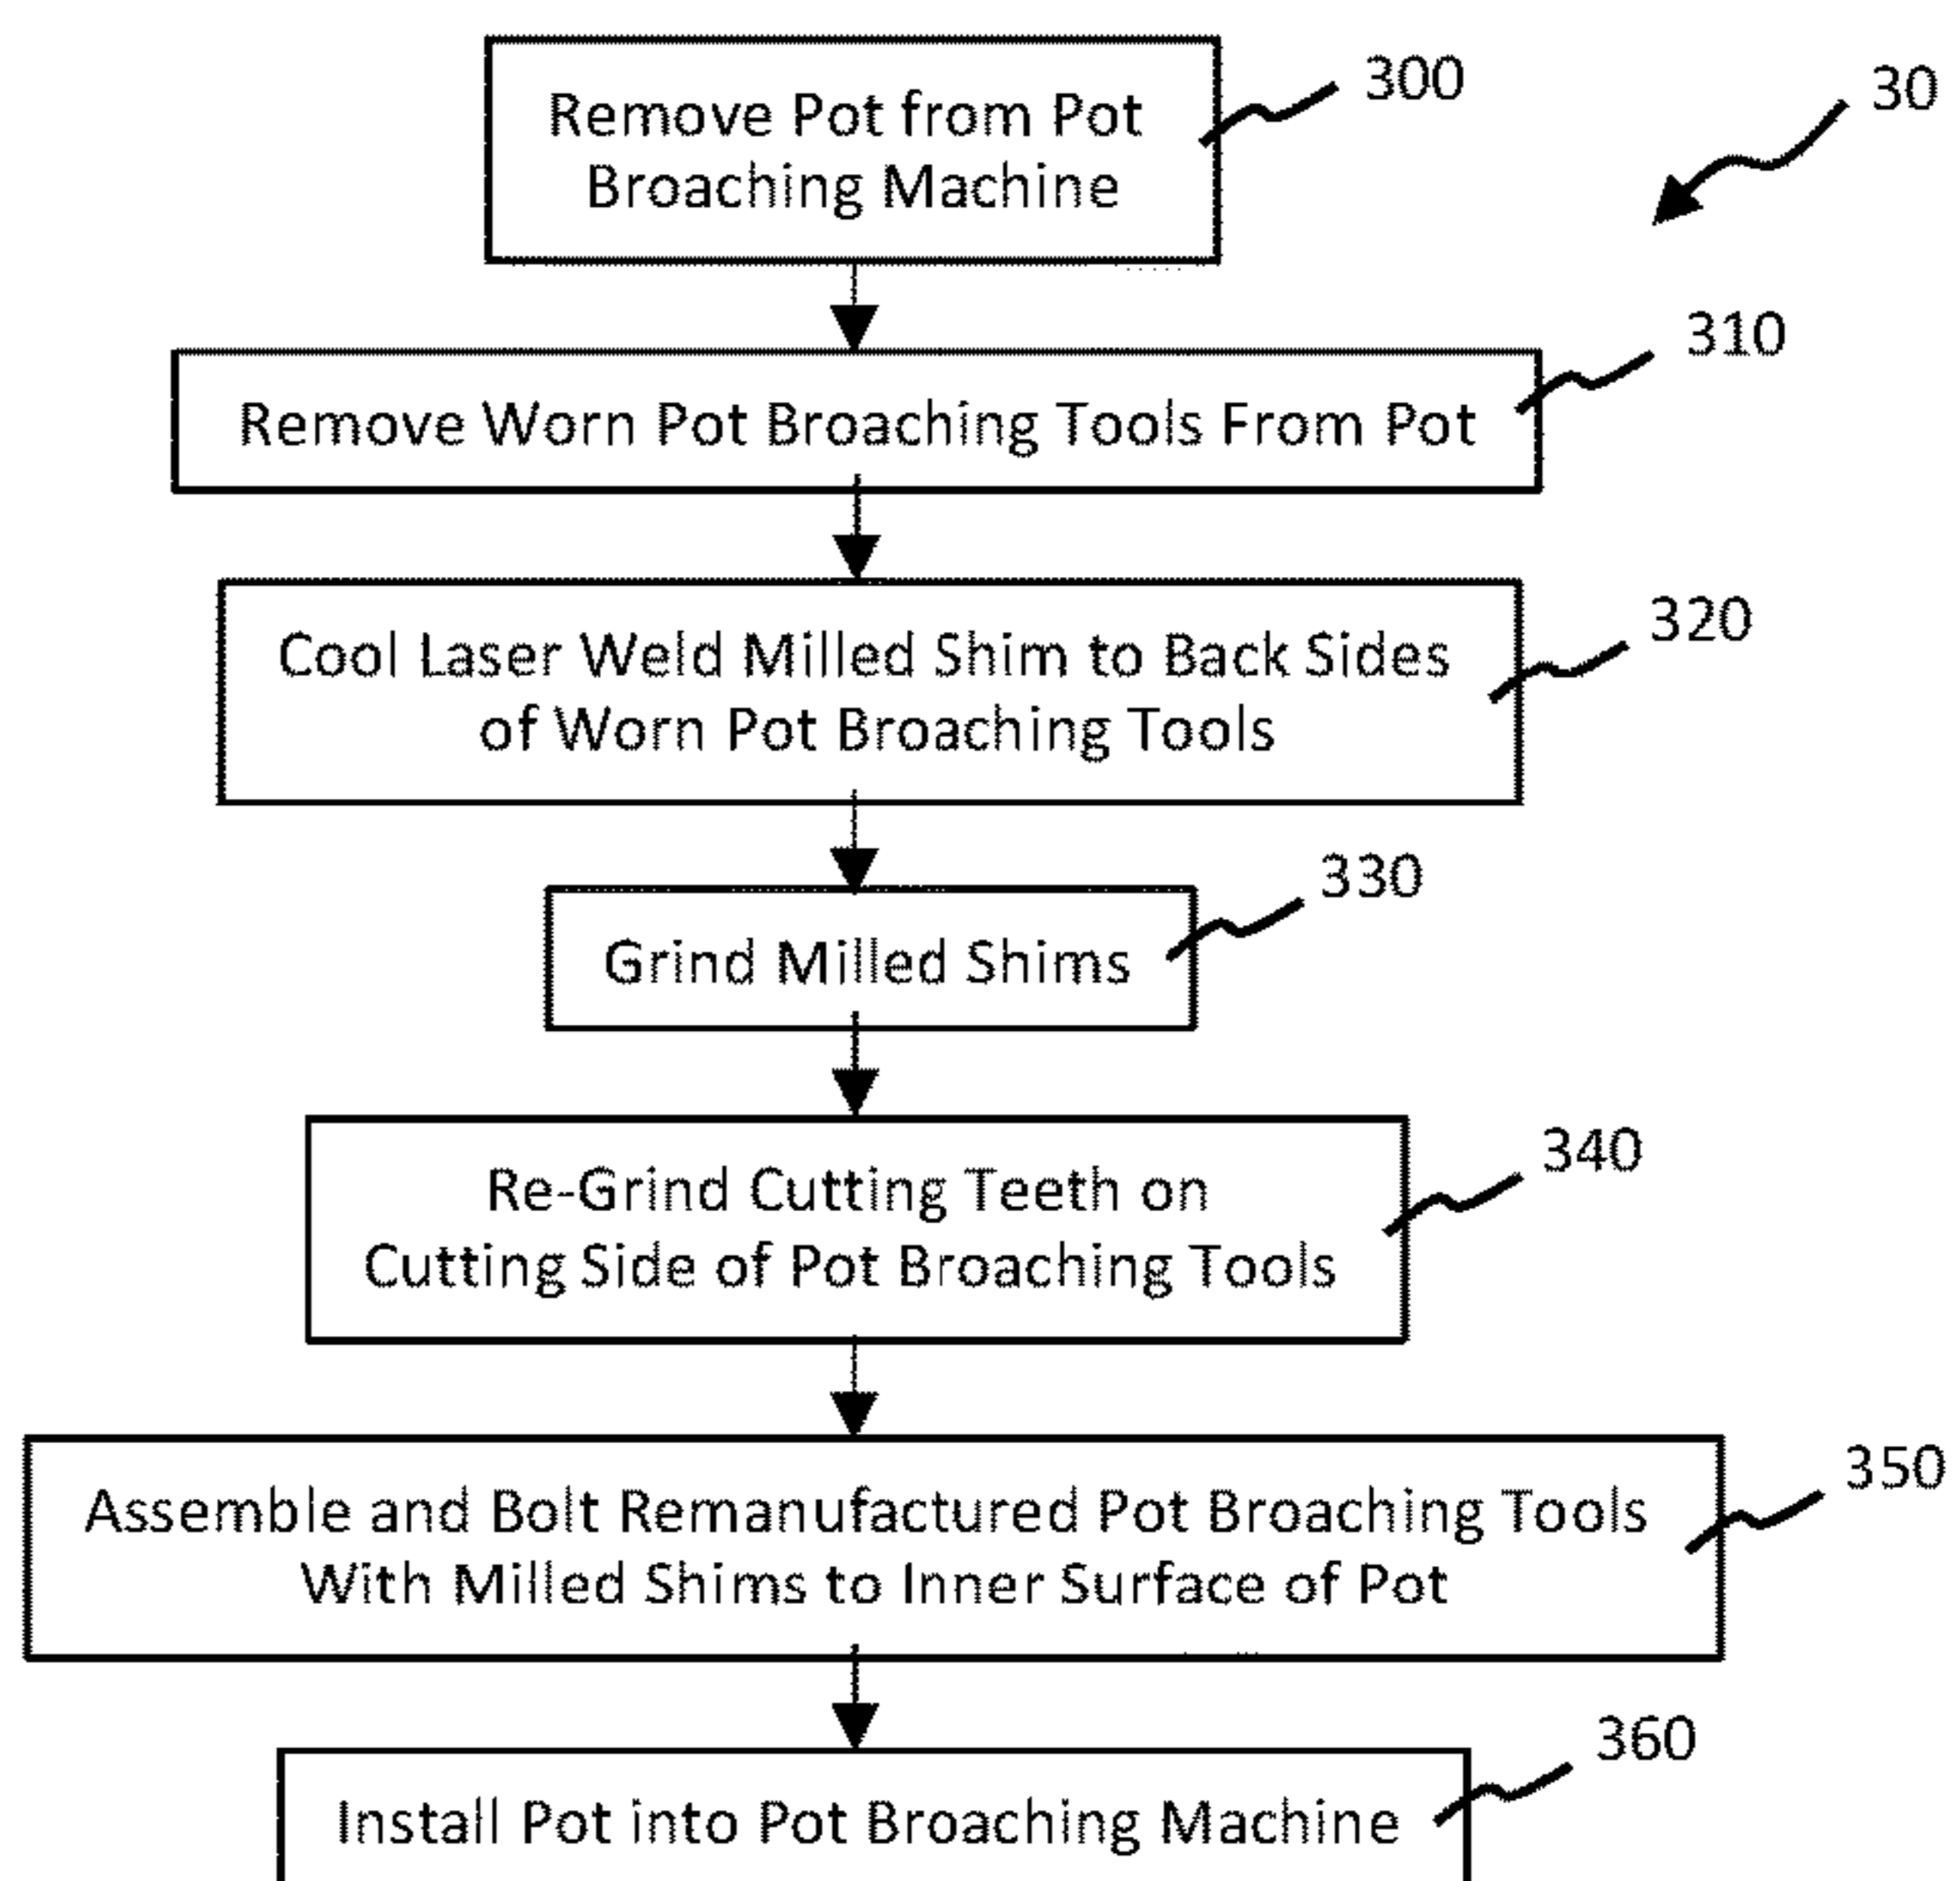 Remove Pot from Pot
Broaching Machine
300
30
Remove Worn Pot Broaching Tools From Pot
310
Cool Laser Weld Milled Shim to Back Sides
of Worn Pot Broaching Tools
320
Grind Milled Shims
330
Re-Grind Cutting Teeth on
Cutting Side of Pot Broaching Tools
340
Assemble and Bolt Remanufactured Pot Broaching Tools
With Milled Shims to Inner Surface of Pot
350
Install Pot into Pot Broaching Machine
360